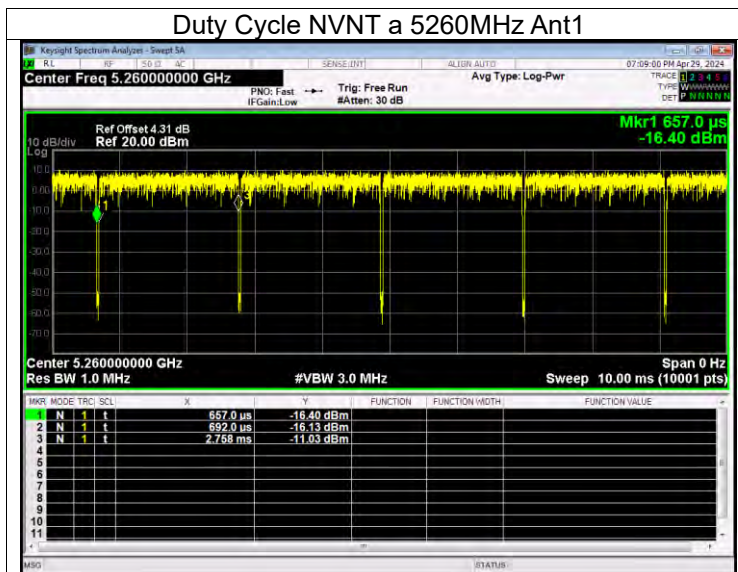 Duty Cycle NVNT a 5260MHz Ant1
Keysight Spectrum Analyzer - Swept SA
RL RF 50 Ω AC SENSE:INT ALIGN AUTO 07:09:00 PM Apr 29, 2024
Center Freq 5.260000000 GHz Avg Type: Log-Pwr TRACE 1 2 3 4 5 6
PNO: Fast Trig: Free Run TYPE W
IFGain:Low #Atten: 30 dB DET P N N N N N
Mkr1 657.0 µs
Ref Offset 4.31 dB
10 dB/div Ref 20.00 dBm -16.40 dBm
Log
10.0
0.00
-10.0
-20.0
-30.0
-40.0
-50.0
-60.0
-70.0
1
3
Center 5.260000000 GHz Span 0 Hz
Res BW 1.0 MHz #VBW 3.0 MHz Sweep 10.00 ms (10001 pts)
MKR MODE TRC SCL X Y FUNCTION FUNCTION WIDTH FUNCTION VALUE
1 N 1 t 657.0 µs -16.40 dBm
2 N 1 t 692.0 µs -16.13 dBm
3 N 1 t 2.758 ms -11.03 dBm
4
5
6
7
8
9
10
11
MSG STATUS